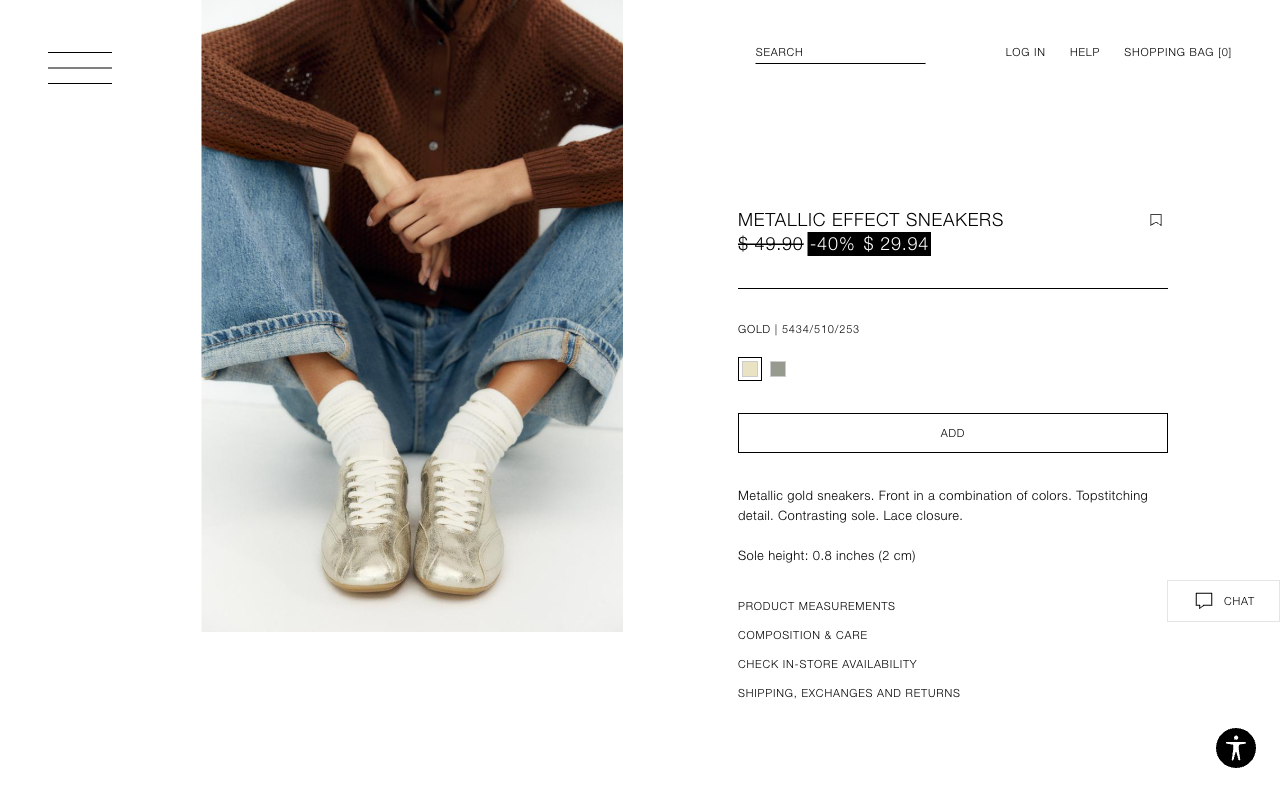 SEARCH
LOG IN
HELP
SHOPPING BAG [0]
METALLIC EFFECT SNEAKERS
$ 49.90 -40% $ 29.94
GOLD | 5434/510/253
ADD
Metallic gold sneakers. Front in a combination of colors. Topstitching
detail. Contrasting sole. Lace closure.
Sole height: 0.8 inches (2 cm)
CHAT
PRODUCT MEASUREMENTS
COMPOSITION & CARE
CHECK IN-STORE AVAILABILITY
SHIPPING, EXCHANGES AND RETURNS